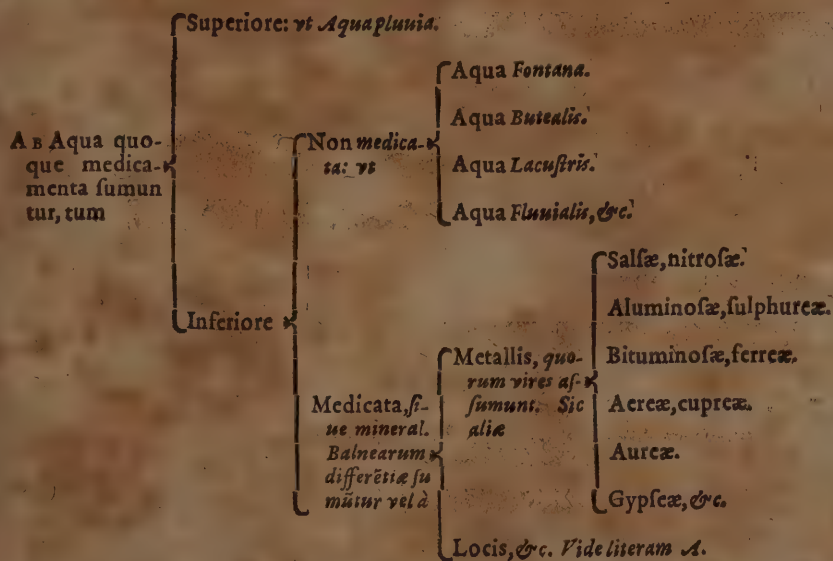 Superiore: vt Aqua pluuia.
AB Aqua quo-
que medica-
menta ſumun
tur, tum
Inferiore
Non medica-
ta: vt
Aqua Fontana.
Aqua Butealis.
Aqua Lacuſtris.
Aqua Fluuialis, &c.
Medicata, ſi-
ue mineral.
Balnearum
differẽtiæ ſu
mũtur vel à
Metallis, quo-
rum vires aſ-
ſumunt. Sic
aliæ
Salſæ, nitroſæ.
Aluminoſæ, ſulphureæ.
Bituminoſæ, ferreæ.
Aereæ, cupreæ.
Aureæ.
Gypſeæ, &c.
Locis, &c. Vide literam A.